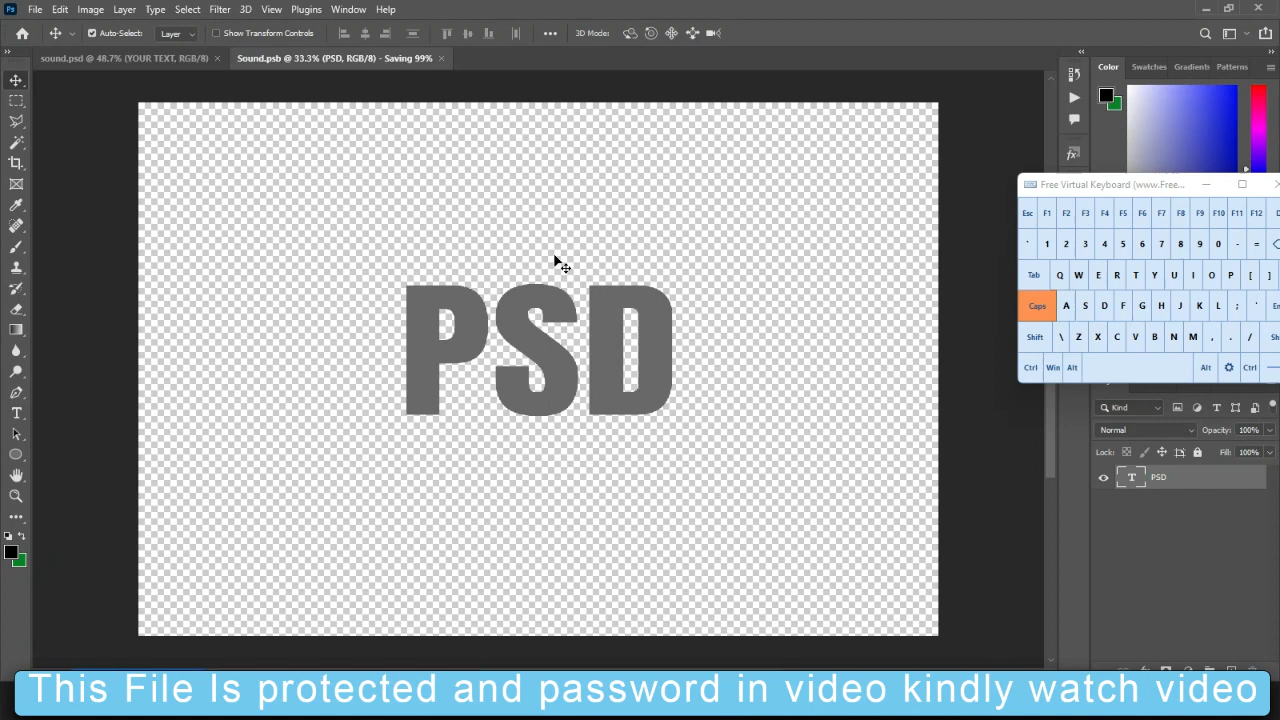 Ps File Edit Image Layer Type Select Filter 3D View Plugins Window Help
Auto-Select: Layer Show Transform Controls 3D Mode:
sound.psd @ 48.7% (YOUR TEXT, RGB/8) × Sound.psb @ 33.3% (PSD, RGB/8) - Saving 99% ×
Color Swatches Gradients Patterns
Free Virtual Keyboard (www.Free...
Esc F1 F2 F3 F4 F5 F6 F7 F8 F9 F10 F11 F12
` 1 2 3 4 5 6 7 8 9 0 - =
Tab Q W E R T Y U I O P [ ]
Caps A S D F G H J K L ; '
Shift \ Z X C V B N M , . /
Ctrl Win Alt Alt Ctrl
PSD
Kind
Normal Opacity: 100%
Lock: Fill: 100%
T PSD
This File Is protected and password in video kindly watch video